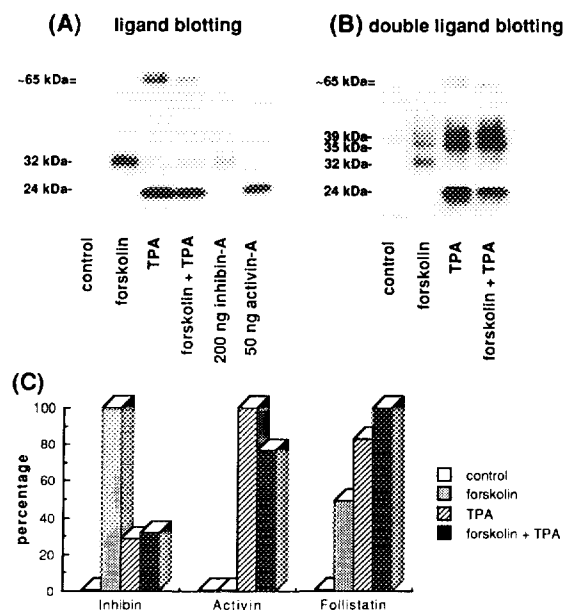 (A) ligand blotting
~65 kDa=
32 kDa-
24 kDa-
control
forskolin
TPA
forskolin + TPA
200 ng inhibin-A
50 ng activin-A
(B) double ligand blotting
~65 kDa-
39 kDa-
35 kDa-
32 kDa-
24 kDa-
control
forskolin
TPA
forskolin + TPA
(C)
percentage
100
80
60
40
20
0
Inhibin
Activin
Follistatin
control
forskolin
TPA
forskolin + TPA